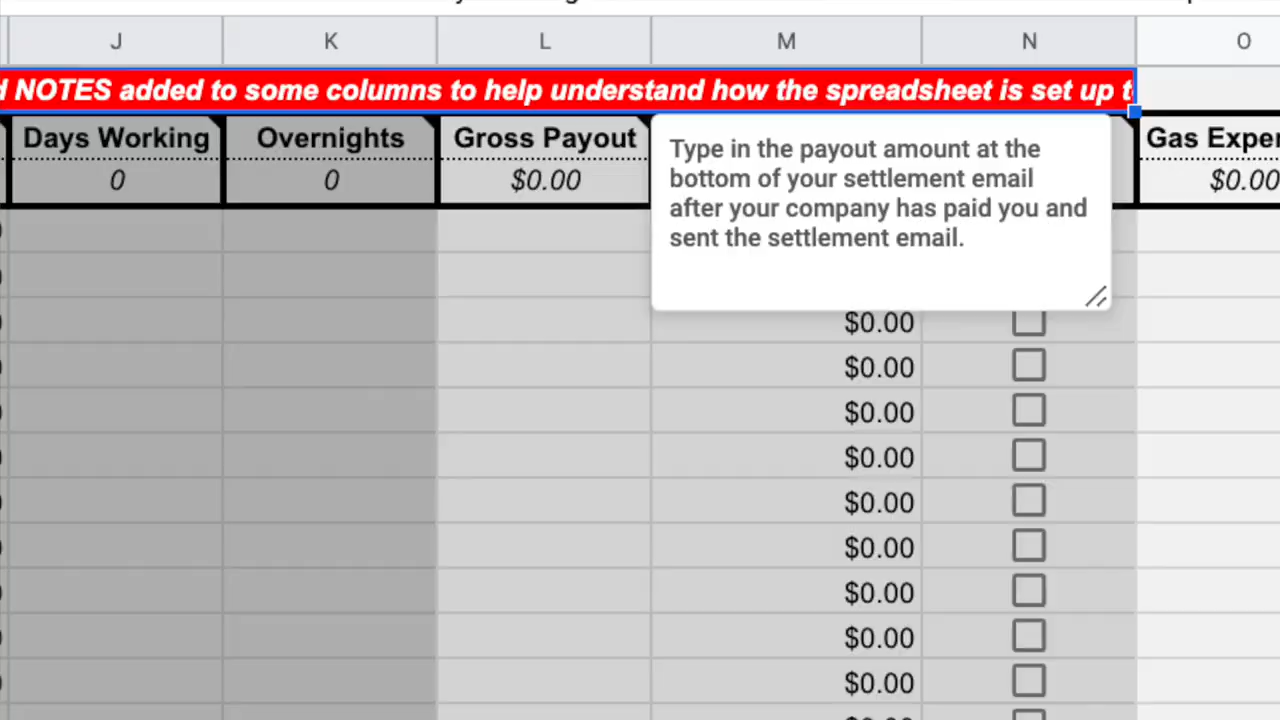 J K L M N O
NOTES added to some columns to help understand how the spreadsheet is set up
Days Working Overnights Gross Payout Gas Exper
0 0 $0.00 $0.00
Type in the payout amount at the
bottom of your settlement email
after your company has paid you and
sent the settlement email.
$0.00
$0.00
$0.00
$0.00
$0.00
$0.00
$0.00
$0.00
$0.00